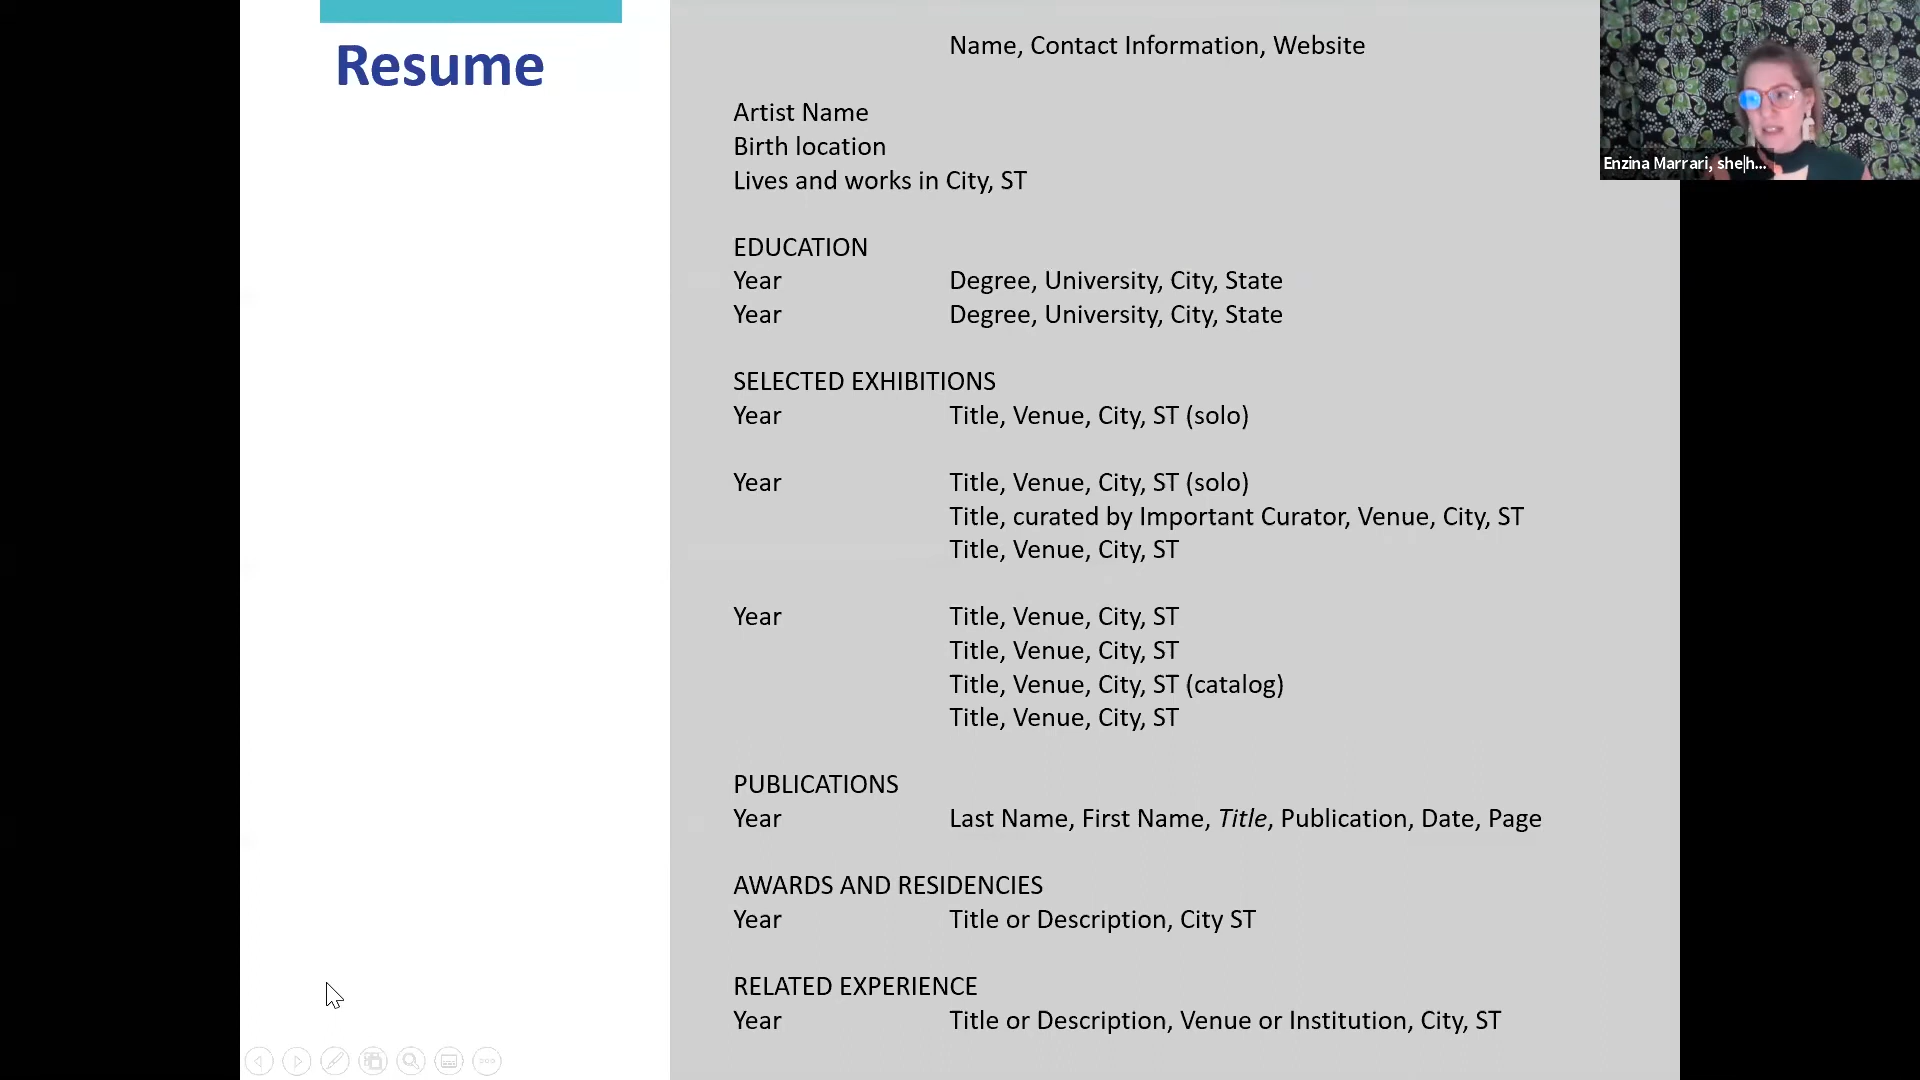 Resume
Name, Contact Information, Website
Artist Name
Birth location
Lives and works in City, ST
EDUCATION
Year Degree, University, City, State
Year Degree, University, City, State
SELECTED EXHIBITIONS
Year Title, Venue, City, ST (solo)
Year Title, Venue, City, ST (solo)
Title, curated by Important Curator, Venue, City, ST
Title, Venue, City, ST
Year Title, Venue, City, ST
Title, Venue, City, ST
Title, Venue, City, ST (catalog)
Title, Venue, City, ST
PUBLICATIONS
Year Last Name, First Name, Title, Publication, Date, Page
AWARDS AND RESIDENCIES
Year Title or Description, City ST
RELATED EXPERIENCE
Year Title or Description, Venue or Institution, City, ST
Enzina Marrari, she|h...